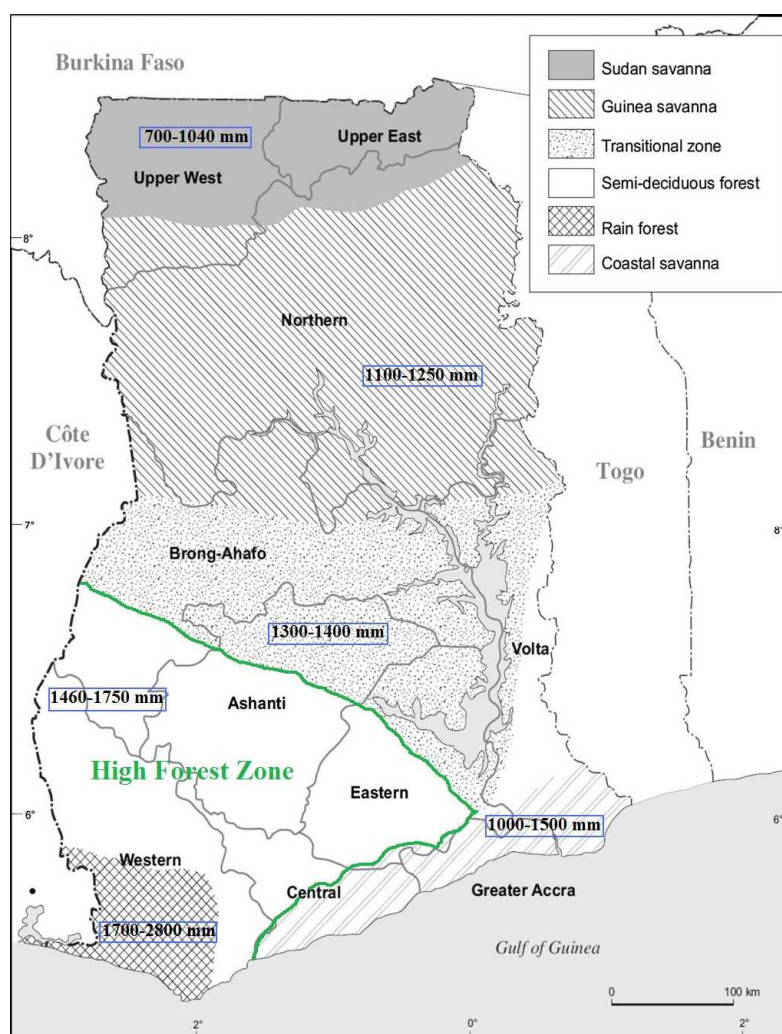 Burkina Faso
Sudan savanna
Guinea savanna
Transitional zone
Semi-deciduous forest
Rain forest
Coastal savanna
700-1040 mm
Upper East
Upper West
8°
Northern
1100-1250 mm
Côte
D'Ivore
Togo
Benin
7°
8°
Brong-Ahafo
1300-1400 mm
Volta
1460-1750 mm
Ashanti
High Forest Zone
Eastern
6°
1000-1500 mm
6°
Western
Central
Greater Accra
1700-2800 mm
Gulf of Guinea
0
100 km
2°
0°
2°